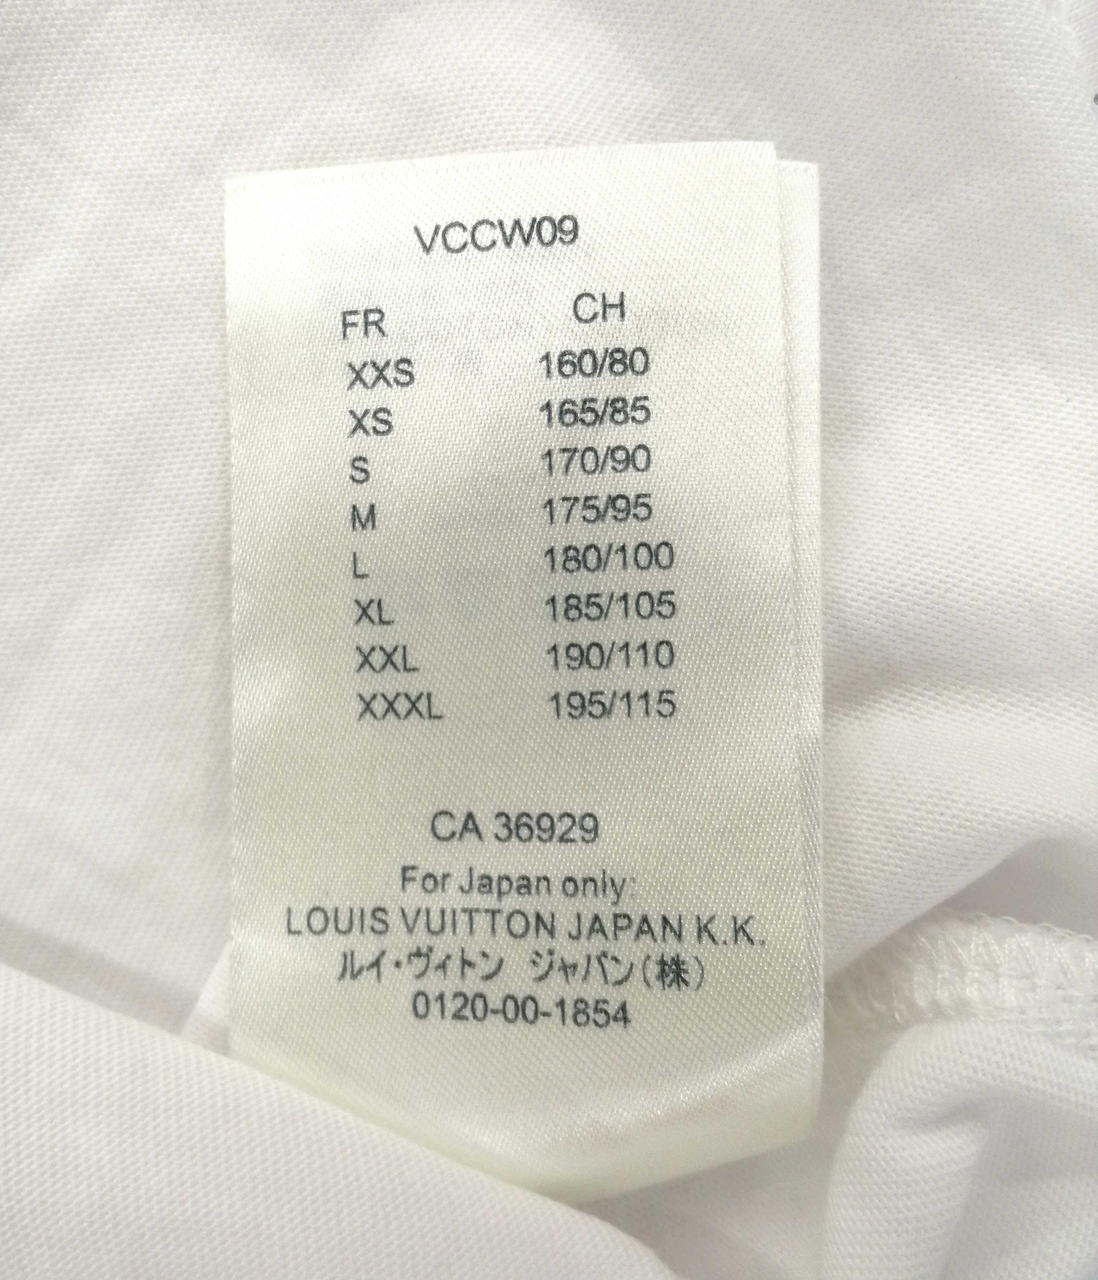 VCCW09
FR CH
XXS 160/80
XS 165/85
S 170/90
M 175/95
L 180/100
XL 185/105
XXL 190/110
XXXL 195/115
CA 36929
For Japan only:
LOUIS VUITTON JAPAN K.K.
ルイ・ヴィトン ジャパン(株)
0120-00-1854